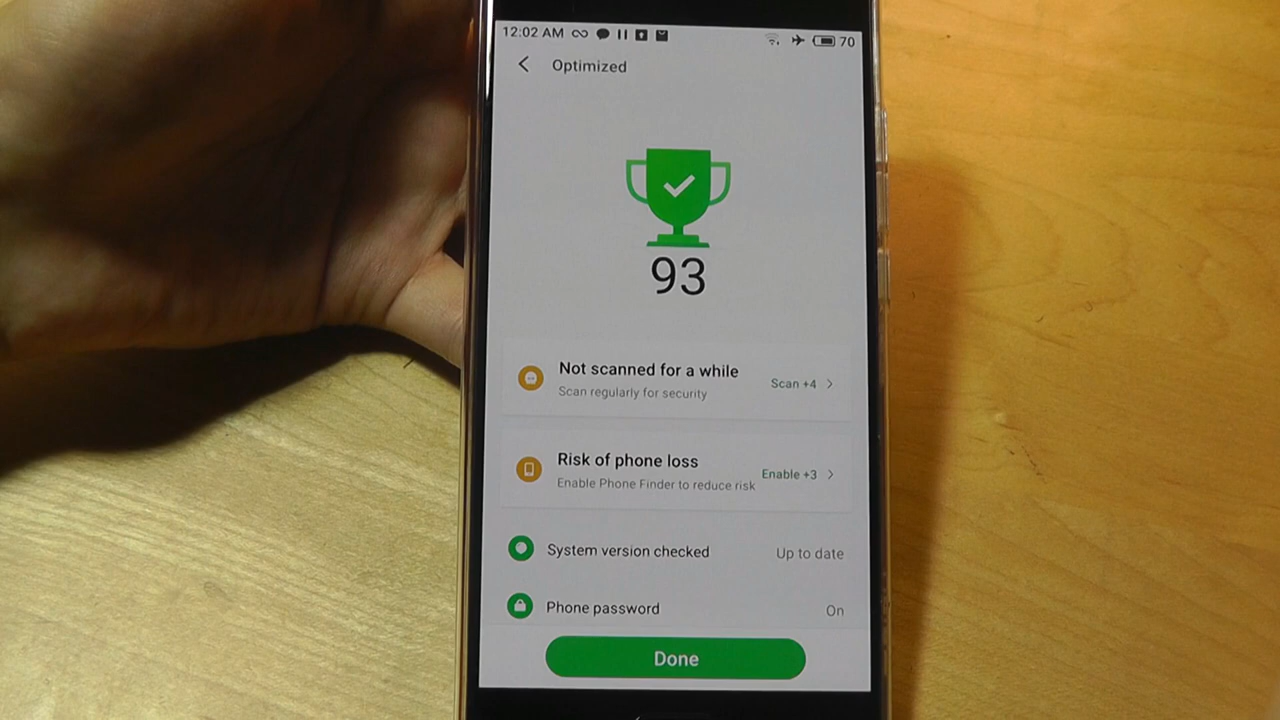 12:02 AM 70
Optimized
93
Not scanned for a while
Scan regularly for security
Scan +4
Risk of phone loss
Enable Phone Finder to reduce risk
Enable +3
System version checked Up to date
Phone password On
Done